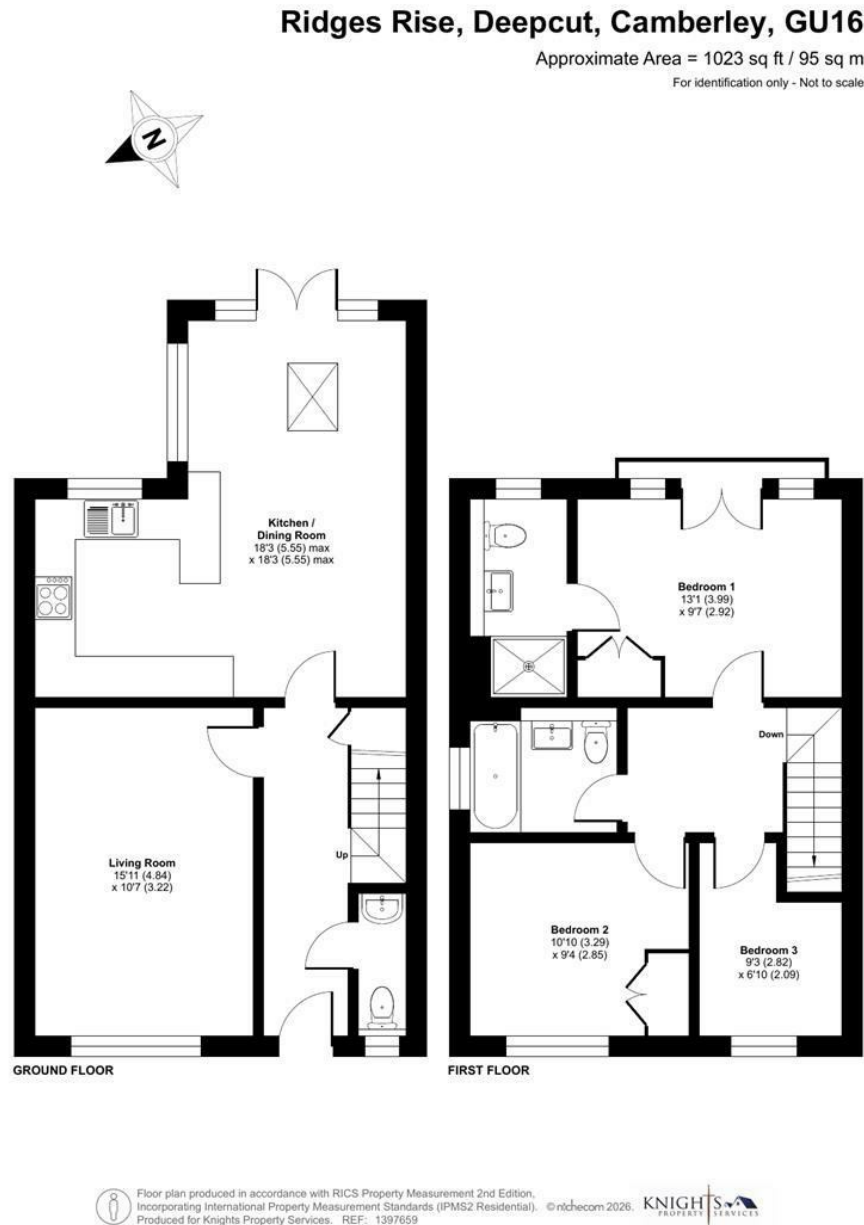 Ridges Rise, Deepcut, Camberley, GU16
Approximate Area = 1023 sq ft / 95 sq m
For identification only - Not to scale
N
Kitchen /
Dining Room
18'3 (5.55) max
x 18'3 (5.55) max
Living Room
15'11 (4.84)
x 10'7 (3.22)
Up
GROUND FLOOR
Bedroom 1
13'1 (3.99)
x 9'7 (2.92)
Down
Bedroom 2
10'10 (3.29)
x 9'4 (2.85)
Bedroom 3
9'3 (2.82)
x 6'10 (2.09)
FIRST FLOOR
Floor plan produced in accordance with RICS Property Measurement 2nd Edition,
Incorporating International Property Measurement Standards (IPMS2 Residential). ©nichecom 2026.
Produced for Knights Property Services. REF: 1397659
KNIGHTS
PROPERTY SERVICES